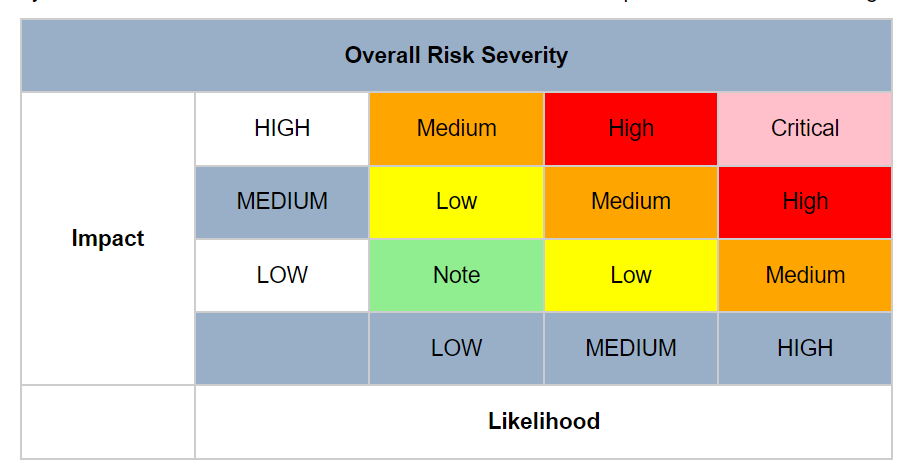 Overall Risk Severity
HIGH Medium High Critical
MEDIUM Low Medium High
Impact
LOW Note Low Medium
LOW MEDIUM HIGH
Likelihood